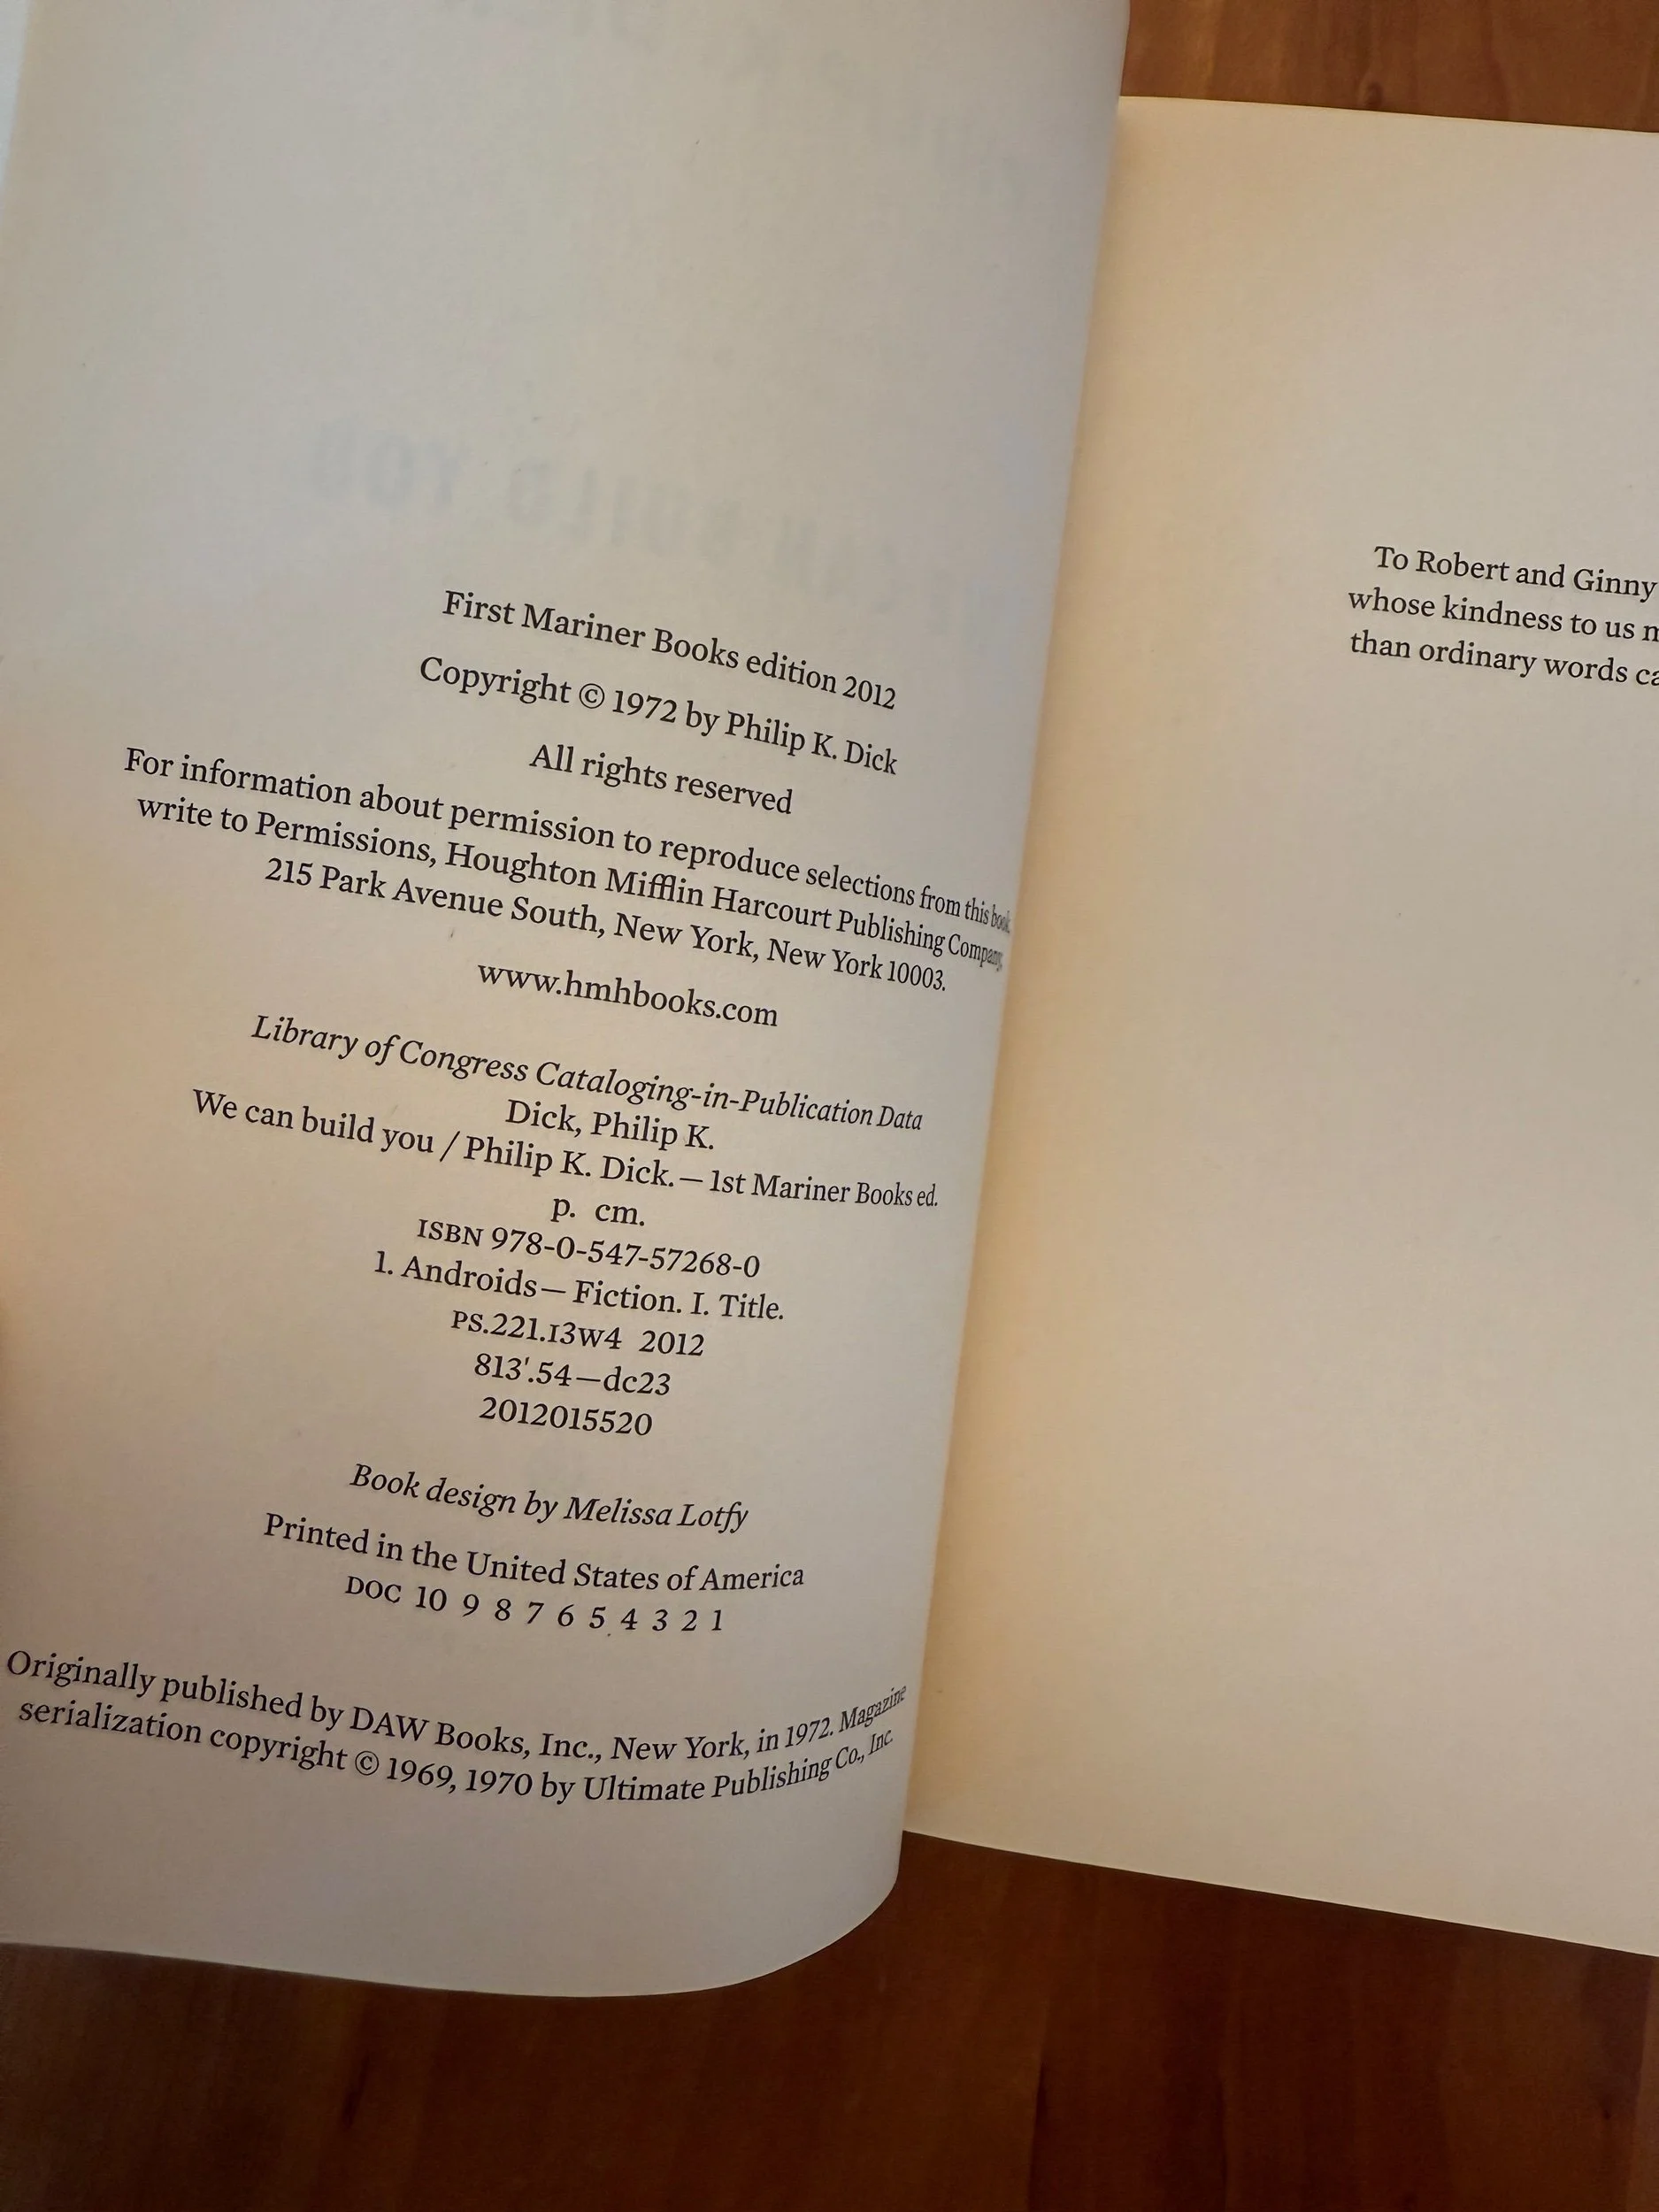 First Mariner Books edition 2012
Copyright © 1972 by Philip K. Dick
All rights reserved
For information about permission to reproduce selections from this book,
write to Permissions, Houghton Mifflin Harcourt Publishing Company,
215 Park Avenue South, New York, New York 10003.
www.hmhbooks.com
Library of Congress Cataloging-in-Publication Data
Dick, Philip K.
We can build you / Philip K. Dick. — 1st Mariner Books ed.
p. cm.
ISBN 978-0-547-57268-0
1. Androids — Fiction. I. Title.
PS.221.I3W4 2012
813'.54—dc23
2012015520
Book design by Melissa Lotfy
Printed in the United States of America
DOC 10 9 8 7 6 5 4 3 2 1
Originally published by DAW Books, Inc., New York, in 1972. Magazine
serialization copyright © 1969, 1970 by Ultimate Publishing Co., Inc.
To Robert and Ginny
whose kindness to us
than ordinary words